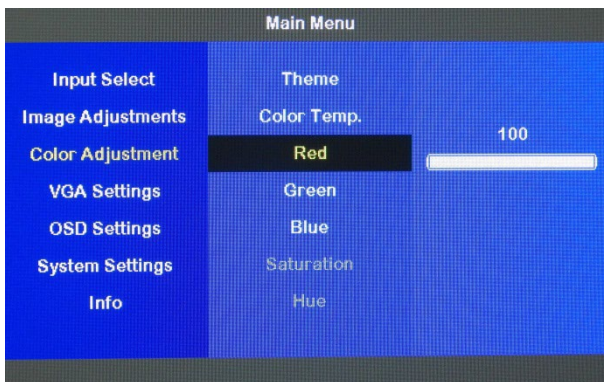 Main Menu
Input Select
Image Adjustments
Color Adjustment
VGA Settings
OSD Settings
System Settings
Info
Theme
Color Temp.
Red
Green
Blue
Saturation
Hue
100